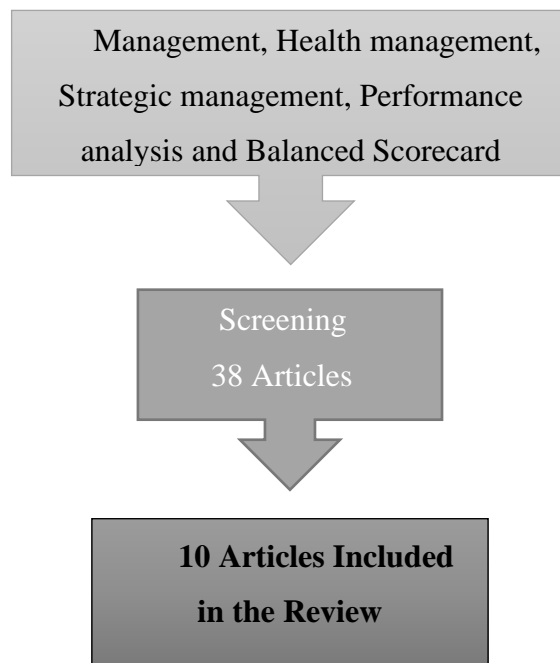 Management, Health management,
Strategic management, Performance
analysis and Balanced Scorecard
Screening
38 Articles
10 Articles Included
in the Review